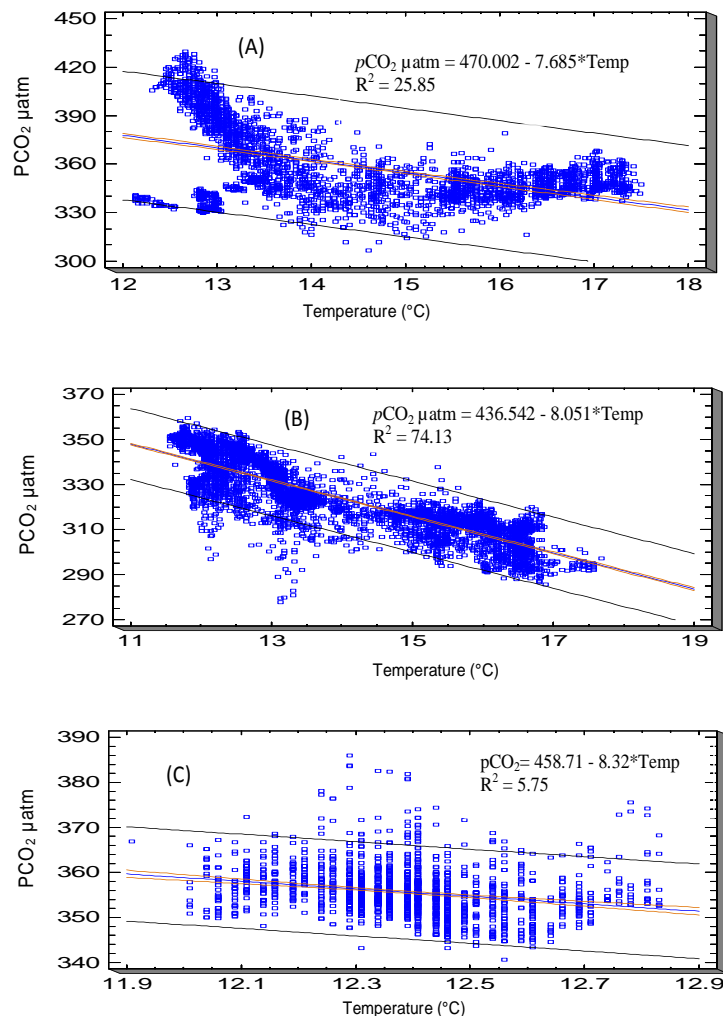 (A)
pCO₂ µatm = 470.002 - 7.685*Temp
R² = 25.85
PCO₂ µatm
450
420
390
360
330
300
12 13 14 15 16 17 18
Temperature (°C)
(B)
pCO₂ µatm = 436.542 - 8.051*Temp
R² = 74.13
PCO₂ µatm
370
350
330
310
290
270
11 13 15 17 19
Temperature (°C)
(C)
pCO₂= 458.71 - 8.32*Temp
R² = 5.75
PCO₂ µatm
390
380
370
360
350
340
11.9 12.1 12.3 12.5 12.7 12.9
Temperature (°C)